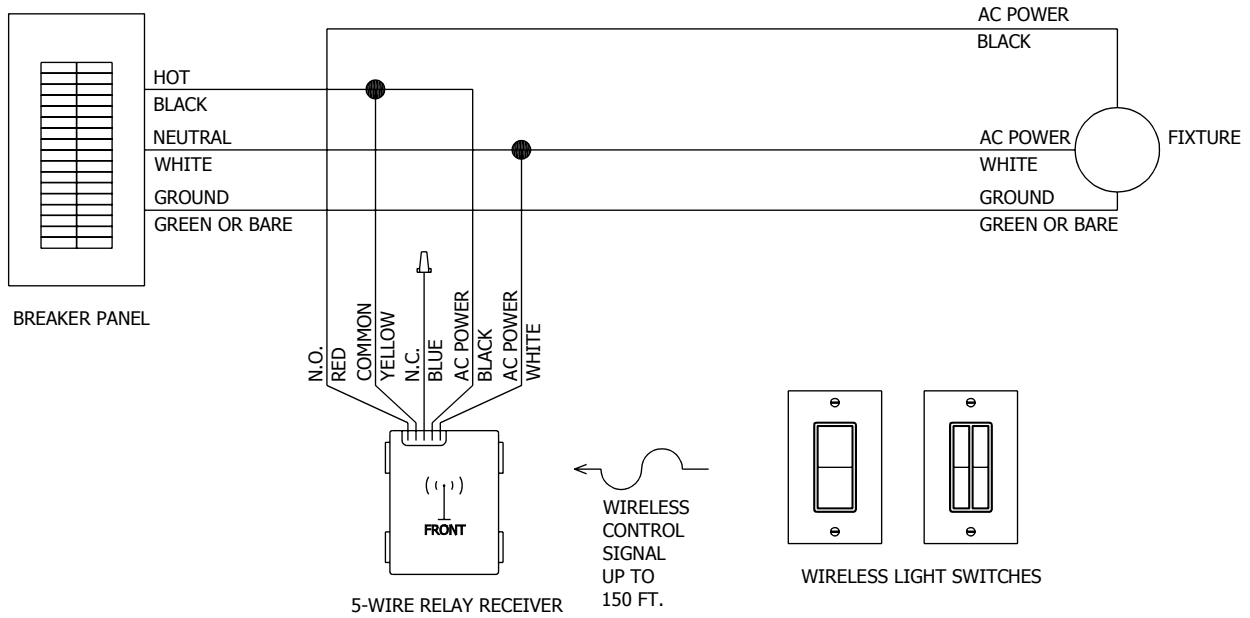 AC POWER
BLACK
HOT
BLACK
NEUTRAL
WHITE
AC POWER
WHITE
FIXTURE
GROUND
GREEN OR BARE
GROUND
GREEN OR BARE
BREAKER PANEL
N.O.
RED
COMMON
YELLOW
N.C.
BLUE
AC POWER
BLACK
AC POWER
WHITE
FRONT
5-WIRE RELAY RECEIVER
WIRELESS
CONTROL
SIGNAL
UP TO
150 FT.
WIRELESS LIGHT SWITCHES